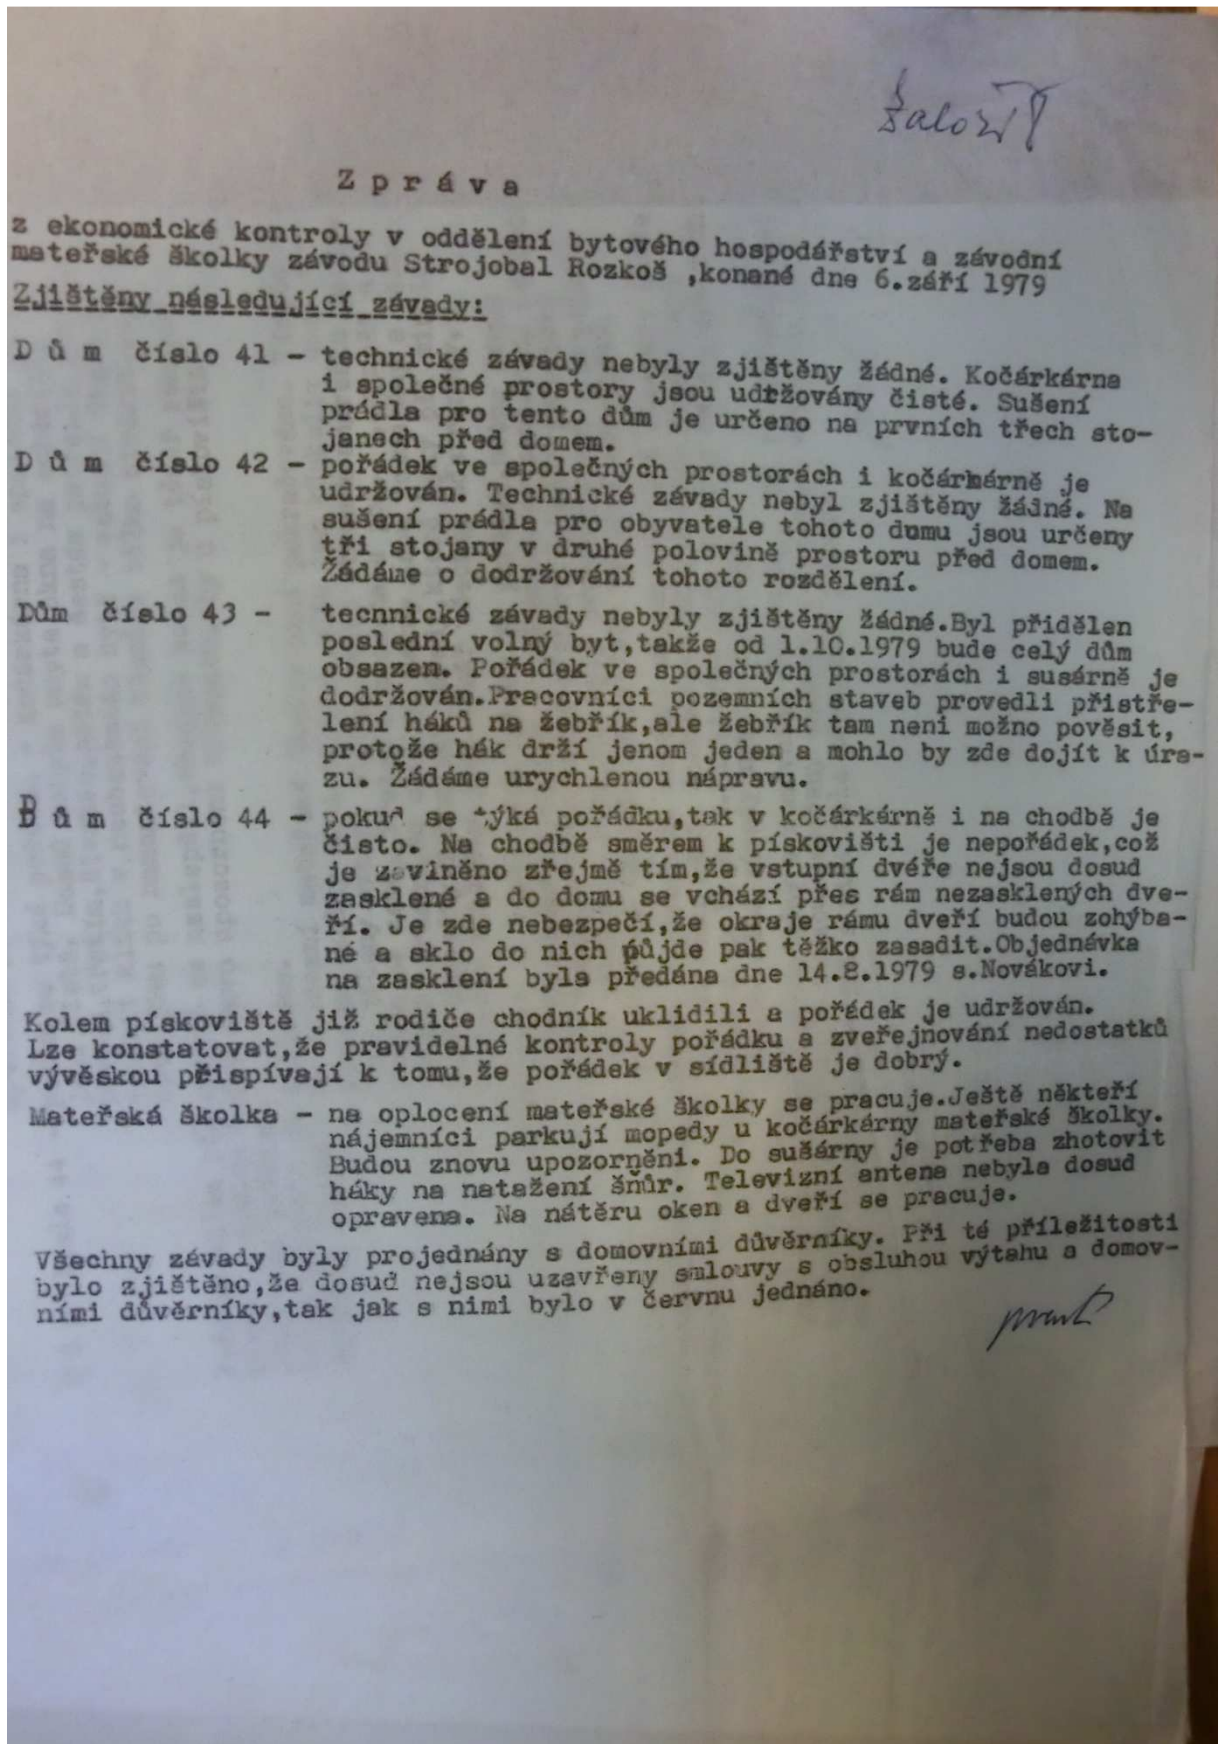 Založit
Z p r á v a
z ekonomické kontroly v oddělení bytového hospodářství a závodní
mateřské školky závodu Strojobal Rozkoš ,konané dne 6.září 1979
Zjištěny následující závady:
D ů m číslo 41 - technické závady nebyly zjištěny žádné. Kočárkárna
i společné prostory jsou udržovány čisté. Sušení
prádla pro tento dům je určeno na prvních třech sto-
janech před domem.
D ů m číslo 42 - pořádek ve společných prostorách i kočárkárně je
udržován. Technické závady nebyl zjištěny žádné. Na
sušení prádla pro obyvatele tohoto domu jsou určeny
tři stojany v druhé polovině prostoru před domem.
Žádáme o dodržování tohoto rozdělení.
Dům číslo 43 - tecnnické závady nebyly zjištěny žádné.Byl přidělen
poslední volný byt,takže od 1.10.1979 bude celý dům
obsazen. Pořádek ve společných prostorách i susárně je
dodržován.Pracovníci pozemních staveb provedli přistře-
lení háků na žebřík,ale žebřík tam neni možno pověsit,
protože hák drží jenom jeden a mohlo by zde dojít k úra-
zu. Žádáme urychlenou nápravu.
D ů m číslo 44 - pokud se týká pořádku,tak v kočárkárně i na chodbě je
čisto. Na chodbě směrem k pískovišti je nepořádek,což
je zaviněno zřejmě tím,že vstupní dvéře nejsou dosud
zasklené a do domu se vchází přes rám nezasklených dve-
ří. Je zde nebezpečí,že okraje rámu dveří budou zohýba-
né a sklo do nich půjde pak těžko zasadit.Objednávka
na zasklení byla předána dne 14.8.1979 s.Novákovi.
Kolem pískoviště již rodiče chodník uklidili a pořádek je udržován.
Lze konstatovat,že pravidelné kontroly pořádku a zveřejnování nedostatků
vývěskou přispívají k tomu,že pořádek v sídliště je dobrý.
Mateřská školka - na oplocení mateřské školky se pracuje.Ještě někteří
nájemníci parkují mopedy u kočárkárny mateřské školky.
Budou znovu upozorněni. Do sušárny je potřeba zhotovit
háky na natažení šňůr. Televizní antena nebyla dosud
opravena. Na nátěru oken a dveří se pracuje.
Všechny závady byly projednány s domovními důvěrníky. Při té příležitosti
bylo zjištěno,že dosud nejsou uzavřeny smlouvy s obsluhou výtahu a domov-
ními důvěrníky,tak jak s nimi bylo v červnu jednáno.